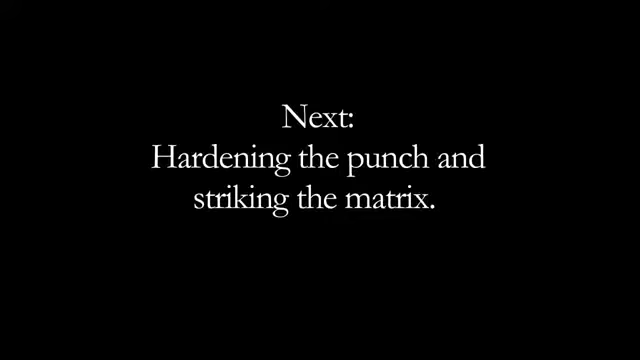 Next:
Hardening the punch and
striking the matrix.